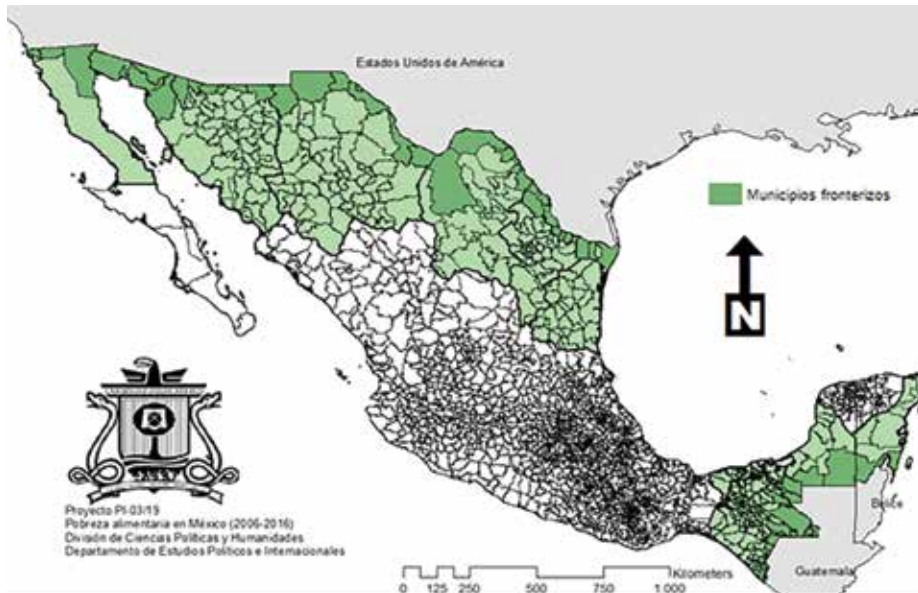 Estados Unidos de América
Municipios fronterizos
N
Belice
Guatemala
Proyecto PI-03/19
Pobreza alimentaria en México (2006-2016)
División de Ciencias Políticas y Humanidades
Departamento de Estudios Políticos e Internacionales
Kilometers
0 125 250 500 750 1 000